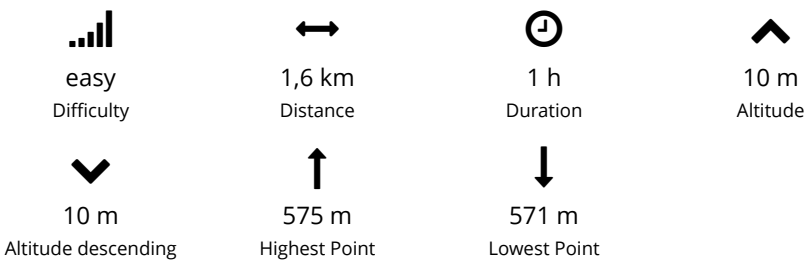 easy
Difficulty
1,6 km
Distance
1 h
Duration
10 m
Altitude
10 m
Altitude descending
575 m
Highest Point
571 m
Lowest Point